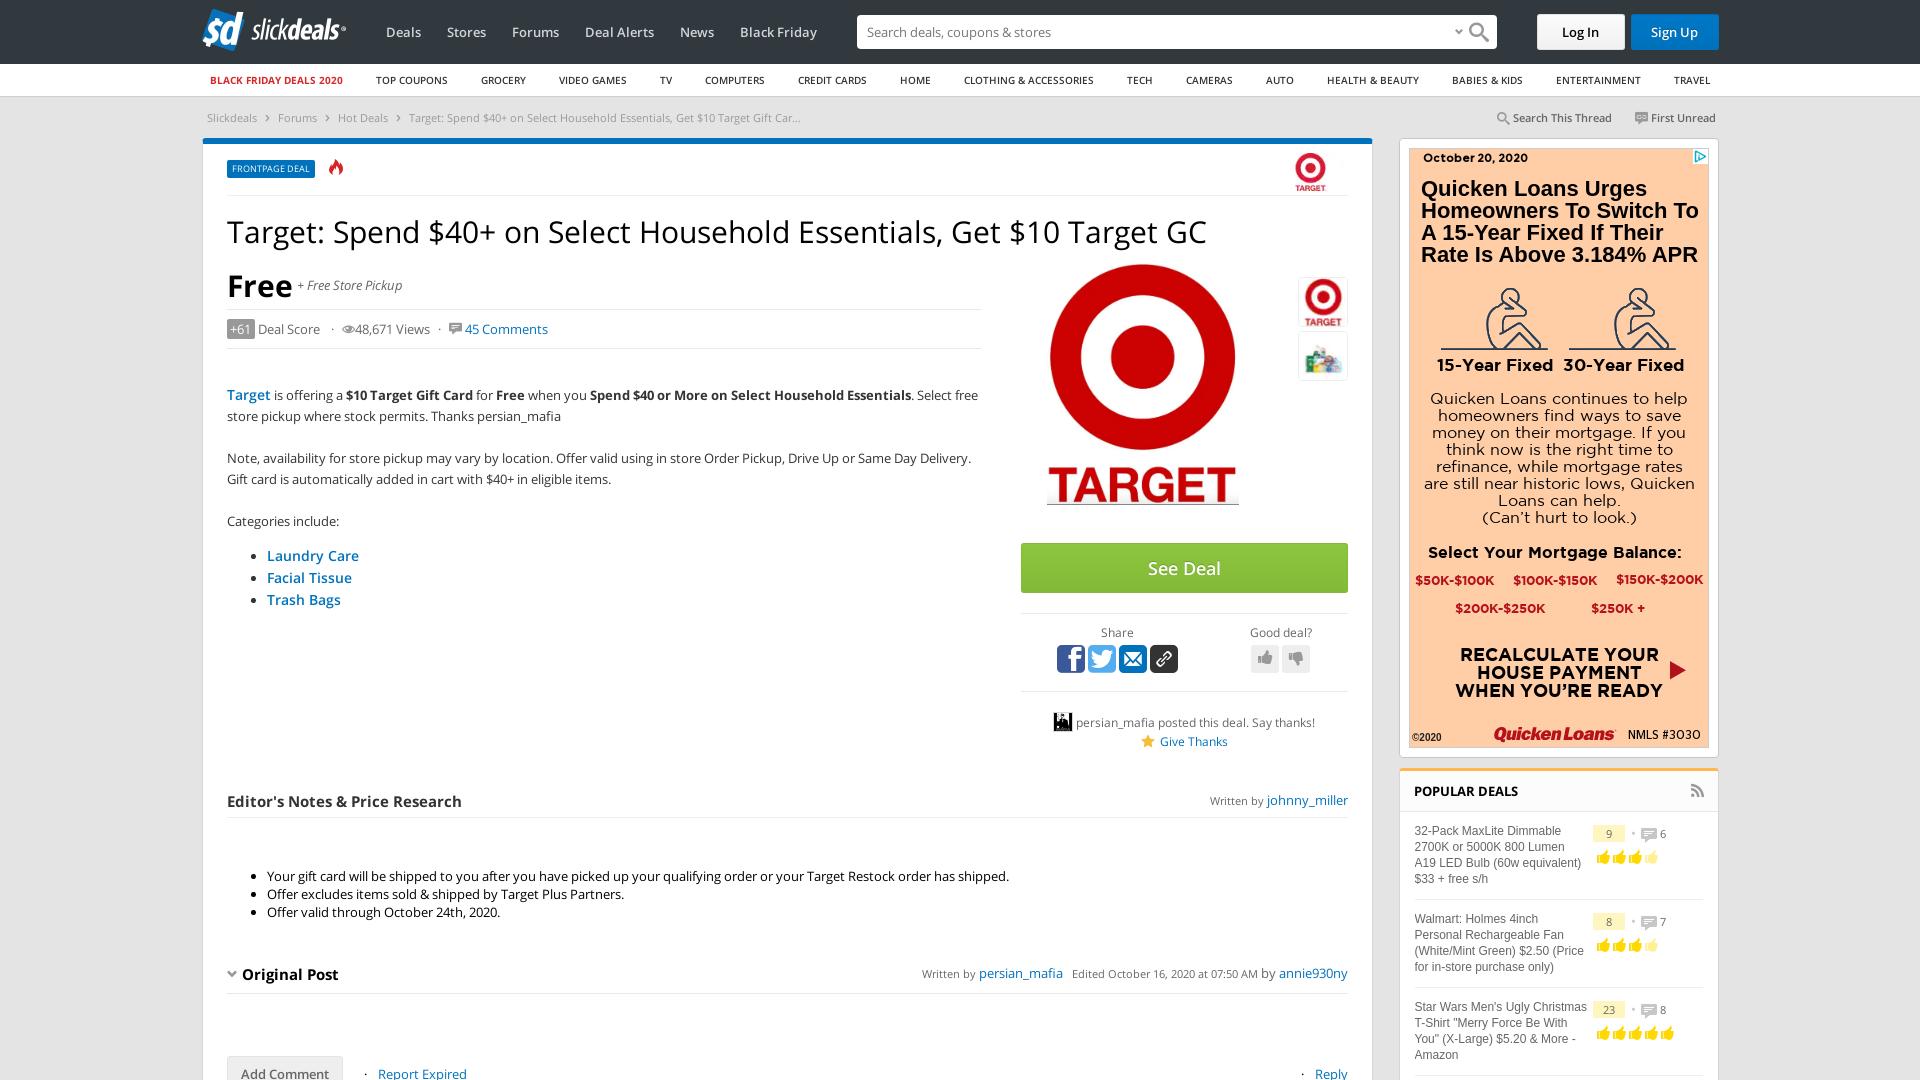 sd slickdeals
Deals Stores Forums Deal Alerts News Black Friday
Search deals, coupons & shopping
Log In Sign Up
BLACK FRIDAY DEALS 2020 TOP COUPONS GROCERY VIDEO GAMES TV COMPUTERS CREDIT CARDS HOME CLOTHING & ACCESSORIES TECH CAMERAS AUTO HEALTH & BEAUTY BABIES & KIDS ENTERTAINMENT TRAVEL
Slickdeals > Forums > Hot Deals > Target: Spend $40+ on Select Household Essentials, Get $10 Target Gift Car...
Search This Thread First Unread
FRONTPAGE DEAL
TARGET
Target: Spend $40+ on Select Household Essentials, Get $10 Target GC
Free + Free Store Pickup
+61 Deal Score · 48,671 Views · 45 Comments
Target is offering a $10 Target Gift Card for Free when you Spend $40 or More on Select Household Essentials. Select free
store pickup where stock permits. Thanks persian_mafia
Note, availability for store pickup may vary by location. Offer valid using in store Order Pickup, Drive Up or Same Day Delivery.
Gift card is automatically added in cart with $40+ in eligible items.
Categories include:
• Laundry Care
• Facial Tissue
• Trash Bags
TARGET
TARGET
See Deal
Share
Good deal?
persian_mafia posted this deal. Say thanks!
Give Thanks
Editor's Notes & Price Research
Written by johnny_miller
• Your gift card will be shipped to you after you have picked up your qualifying order or your Target Restock order has shipped.
• Offer excludes items sold & shipped by Target Plus Partners.
• Offer valid through October 24th, 2020.
Original Post
Written by persian_mafia Edited October 16, 2020 at 07:50 AM by annie930ny
Add Comment · Report Expired
· Reply
October 20, 2020
Quicken Loans Urges
Homeowners To Switch To
A 15-Year Fixed If Their
Rate Is Above 3.184% APR
15-Year Fixed 30-Year Fixed
Quicken Loans continues to help
homeowners find ways to save
money on their mortgage. If you
think now is the right time to
refinance, while mortgage rates
are still near historic lows, Quicken
Loans can help.
(Can't hurt to look.)
Select Your Mortgage Balance:
$50K-$100K $100K-$150K $150K-$200K
$200K-$250K $250K +
RECALCULATE YOUR
HOUSE PAYMENT
WHEN YOU'RE READY
©2020 Quicken Loans NMLS #3030
POPULAR DEALS
32-Pack MaxLite Dimmable
2700K or 5000K 800 Lumen
A19 LED Bulb (60w equivalent)
$33 + free s/h
9 • 6
Walmart: Holmes 4inch
Personal Rechargeable Fan
(White/Mint Green) $2.50 (Price
for in-store purchase only)
8 • 7
Star Wars Men's Ugly Christmas
T-Shirt "Merry Force Be With
You" (X-Large) $5.20 & More -
Amazon
23 • 8